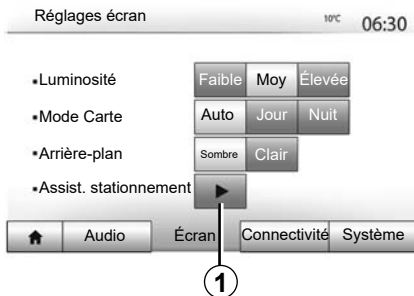 Réglages écran 10°C 06:30
▪Luminosité Faible Moy Élevée
▪Mode Carte Auto Jour Nuit
▪Arrière-plan Sombre Clair
▪Assist. stationnement
Audio Écran Connectivité Système
1